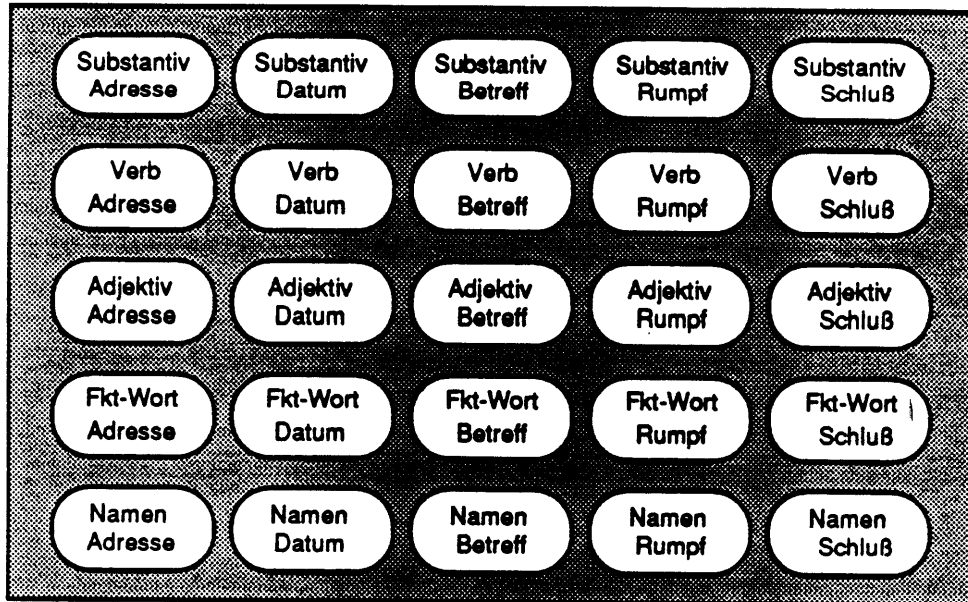 Substantiv Adresse
Substantiv Datum
Substantiv Betreff
Substantiv Rumpf
Substantiv Schluß
Verb Adresse
Verb Datum
Verb Betreff
Verb Rumpf
Verb Schluß
Adjektiv Adresse
Adjektiv Datum
Adjektiv Betreff
Adjektiv Rumpf
Adjektiv Schluß
Fkt-Wort Adresse
Fkt-Wort Datum
Fkt-Wort Betreff
Fkt-Wort Rumpf
Fkt-Wort Schluß
Namen Adresse
Namen Datum
Namen Betreff
Namen Rumpf
Namen Schluß